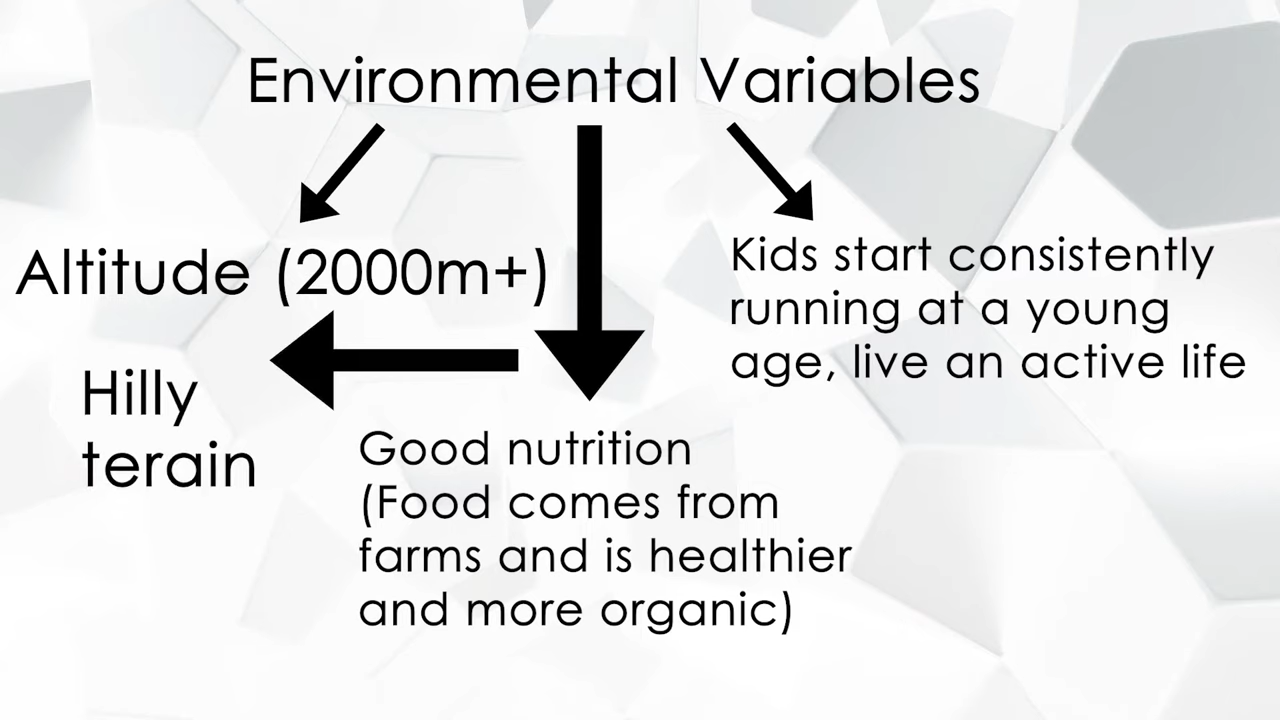 Environmental Variables
Altitude (2000m+)
Kids start consistently
running at a young
age, live an active life
Hilly
terain
Good nutrition
(Food comes from
farms and is healthier
and more organic)